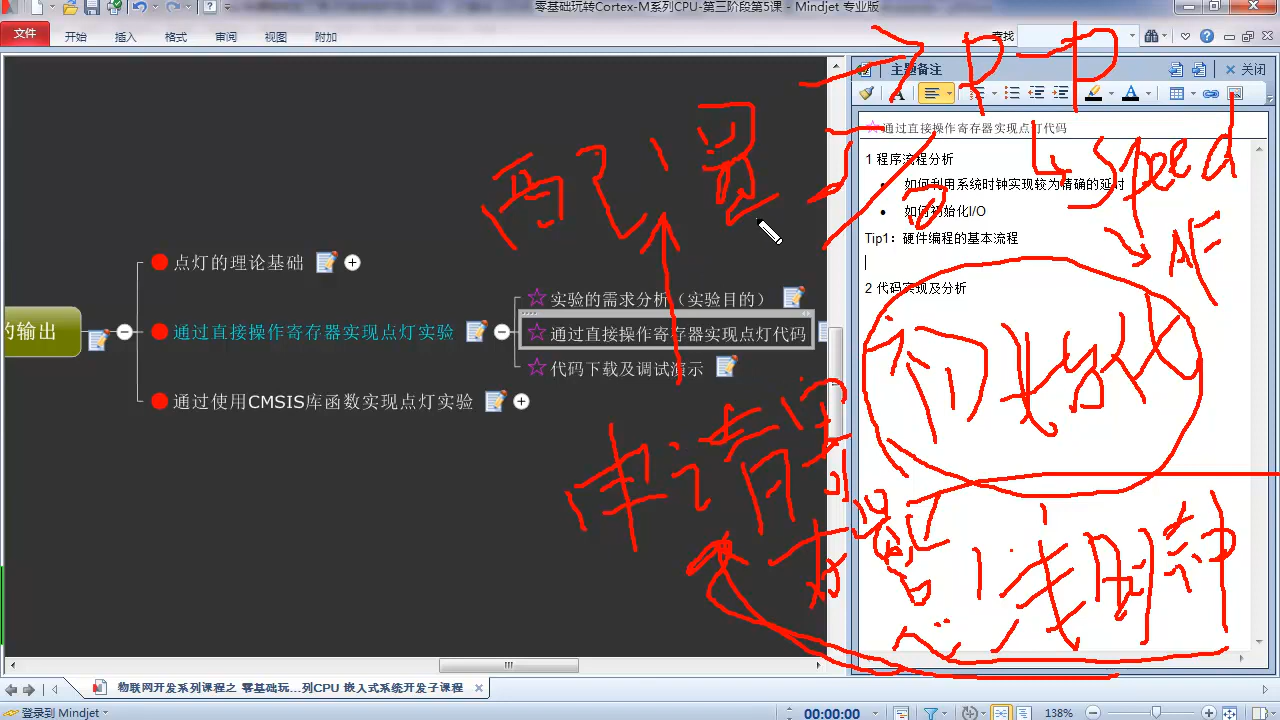 零基础玩转Cortex-M系列CPU-第三阶段第5课 - Mindjet 专业版
文件 开始 插入 格式 审阅 视图 附加 查找
主题备注 关闭
→ P-P
↳ speed
→ AF
配置
通过直接操作寄存器实现点灯代码
1 程序流程分析
• 如何利用系统时钟实现较为精确的延时
• 如何初始化I/O
Tip1：硬件编程的基本流程
2 代码实现及分析
的输出
点灯的理论基础
通过直接操作寄存器实现点灯实验
实验的需求分析（实验目的）
通过直接操作寄存器实现点灯代码
代码下载及调试演示
通过使用CMSIS库函数实现点灯实验
初始化
申请
时钟
物联网开发系列课程之 零基础玩...列CPU 嵌入式系统开发子课程
登录到 Mindjet
00:00:00
138%